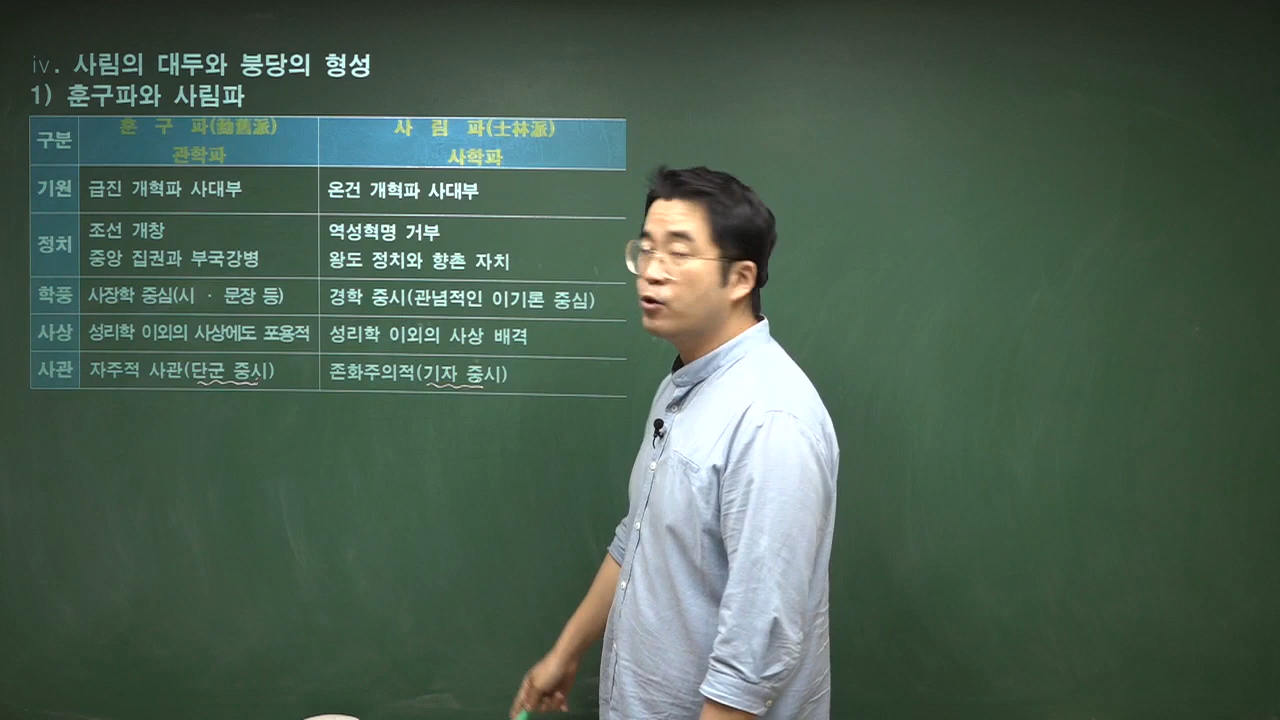 iv. 사림의 대두와 붕당의 형성
1) 훈구파와 사림파
구분 훈 구 파(勳舊派) 사 림 파(士林派)
관학파 사학파
기원 급진 개혁파 사대부 온건 개혁파 사대부
정치 조선 개창 역성혁명 거부
중앙 집권과 부국강병 왕도 정치와 향촌 자치
학풍 사장학 중심(시 · 문장 등) 경학 중시(관념적인 이기론 중심)
사상 성리학 이외의 사상에도 포용적 성리학 이외의 사상 배격
사관 자주적 사관(단군 중시) 존화주의적(기자 중시)